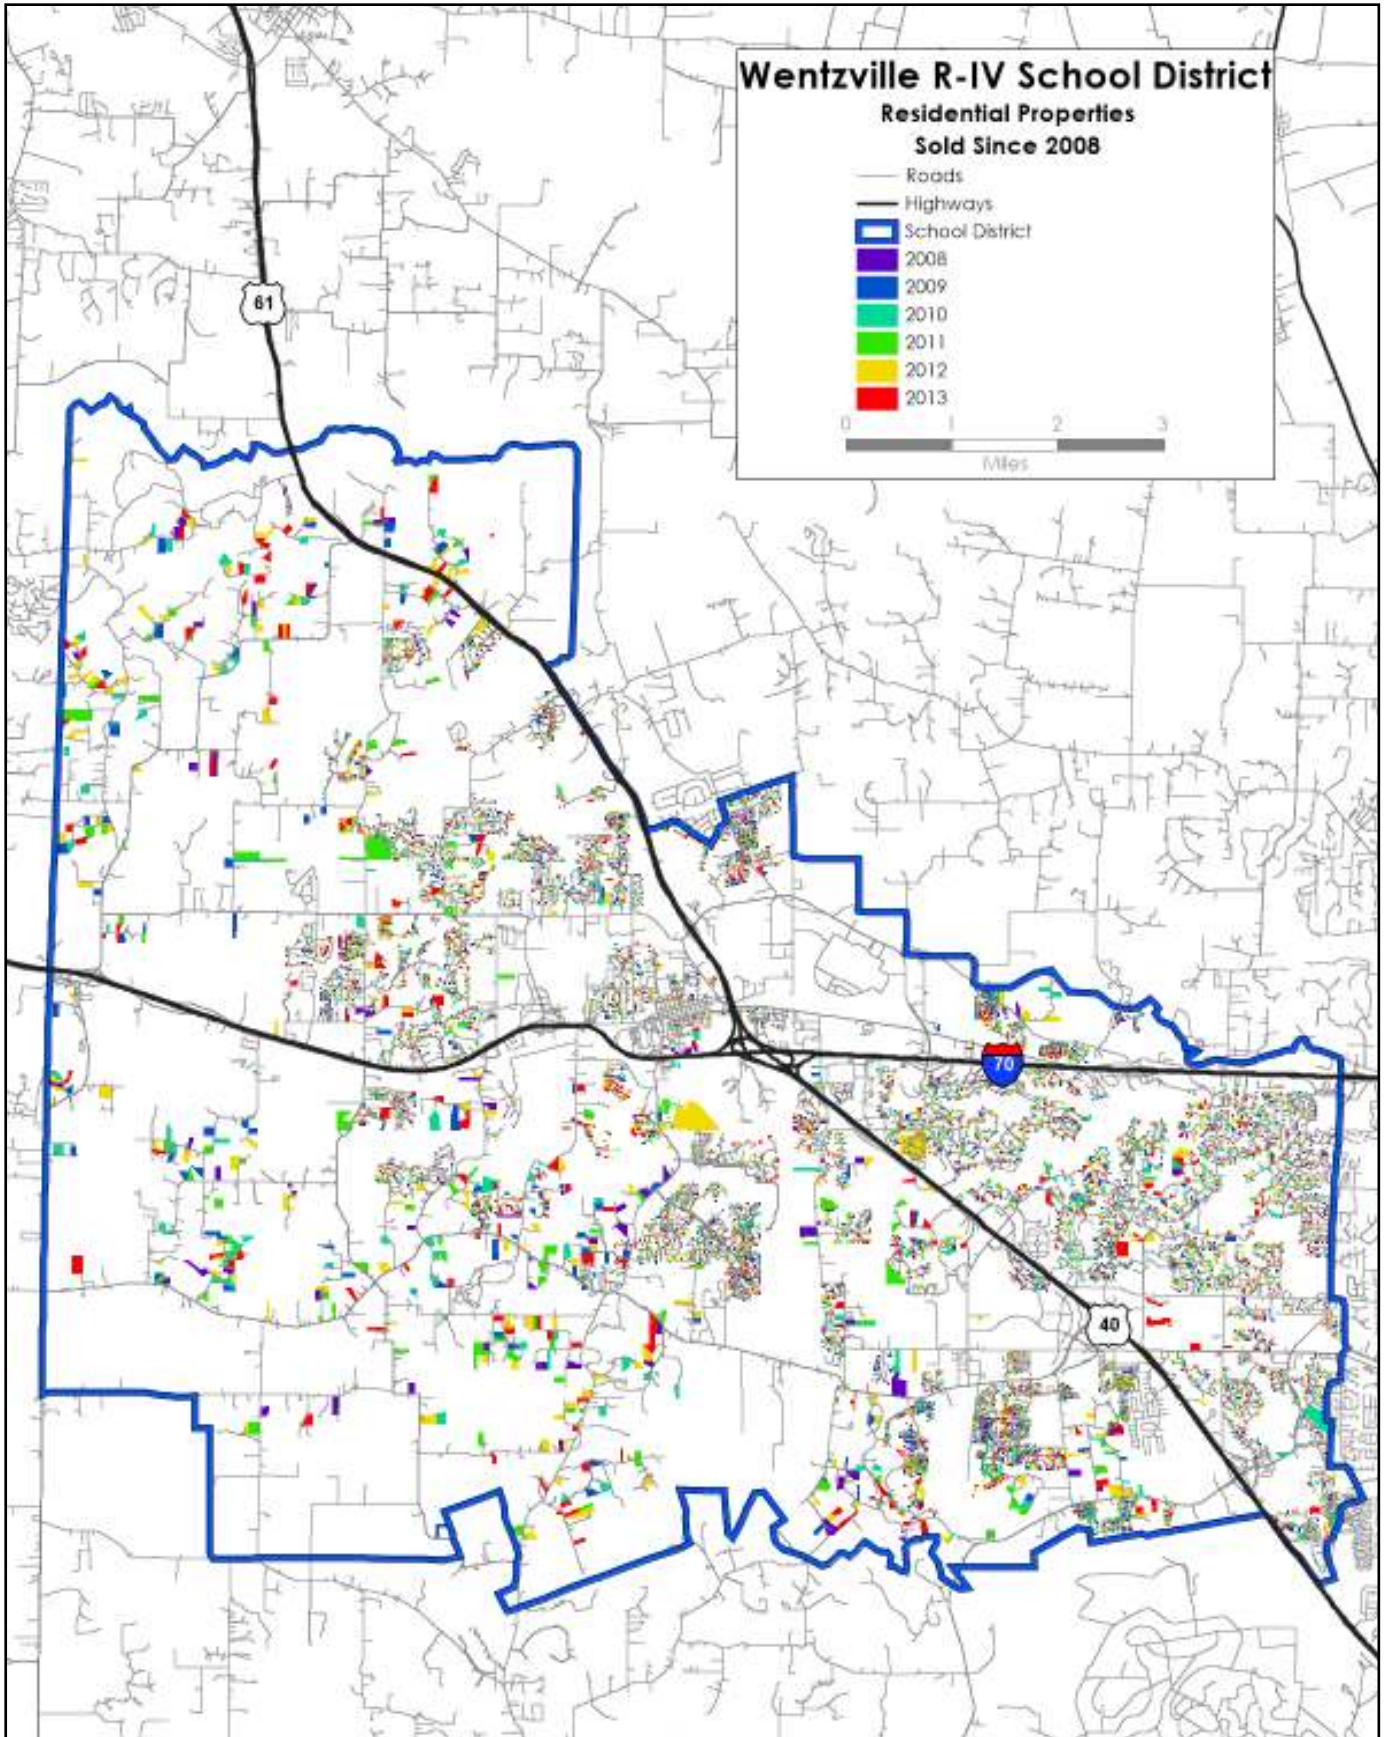 Wentzville R-IV School District
Residential Properties
Sold Since 2008
Roads
Highways
School District
2008
2009
2010
2011
2012
2013
0 1 2 3
Miles
61
70
40